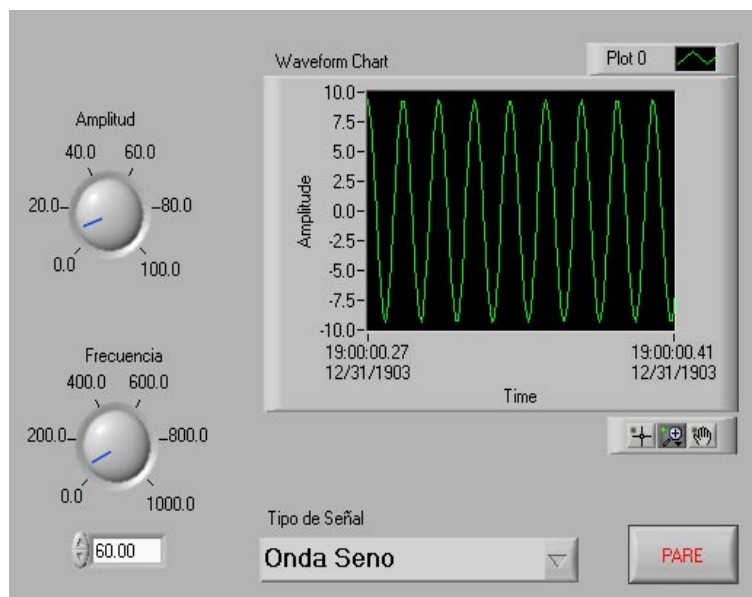 Waveform Chart
Plot 0
10.0
7.5
5.0
2.5
0.0
-2.5
-5.0
-7.5
-10.0
Amplitude
19:00:00.27
12/31/1903
19:00:00.41
12/31/1903
Time
Amplitud
40.0 60.0
20.0 80.0
0.0 100.0
Frecuencia
400.0 600.0
200.0 800.0
0.0 1000.0
60.00
Tipo de Señal
Onda Seno
PARE